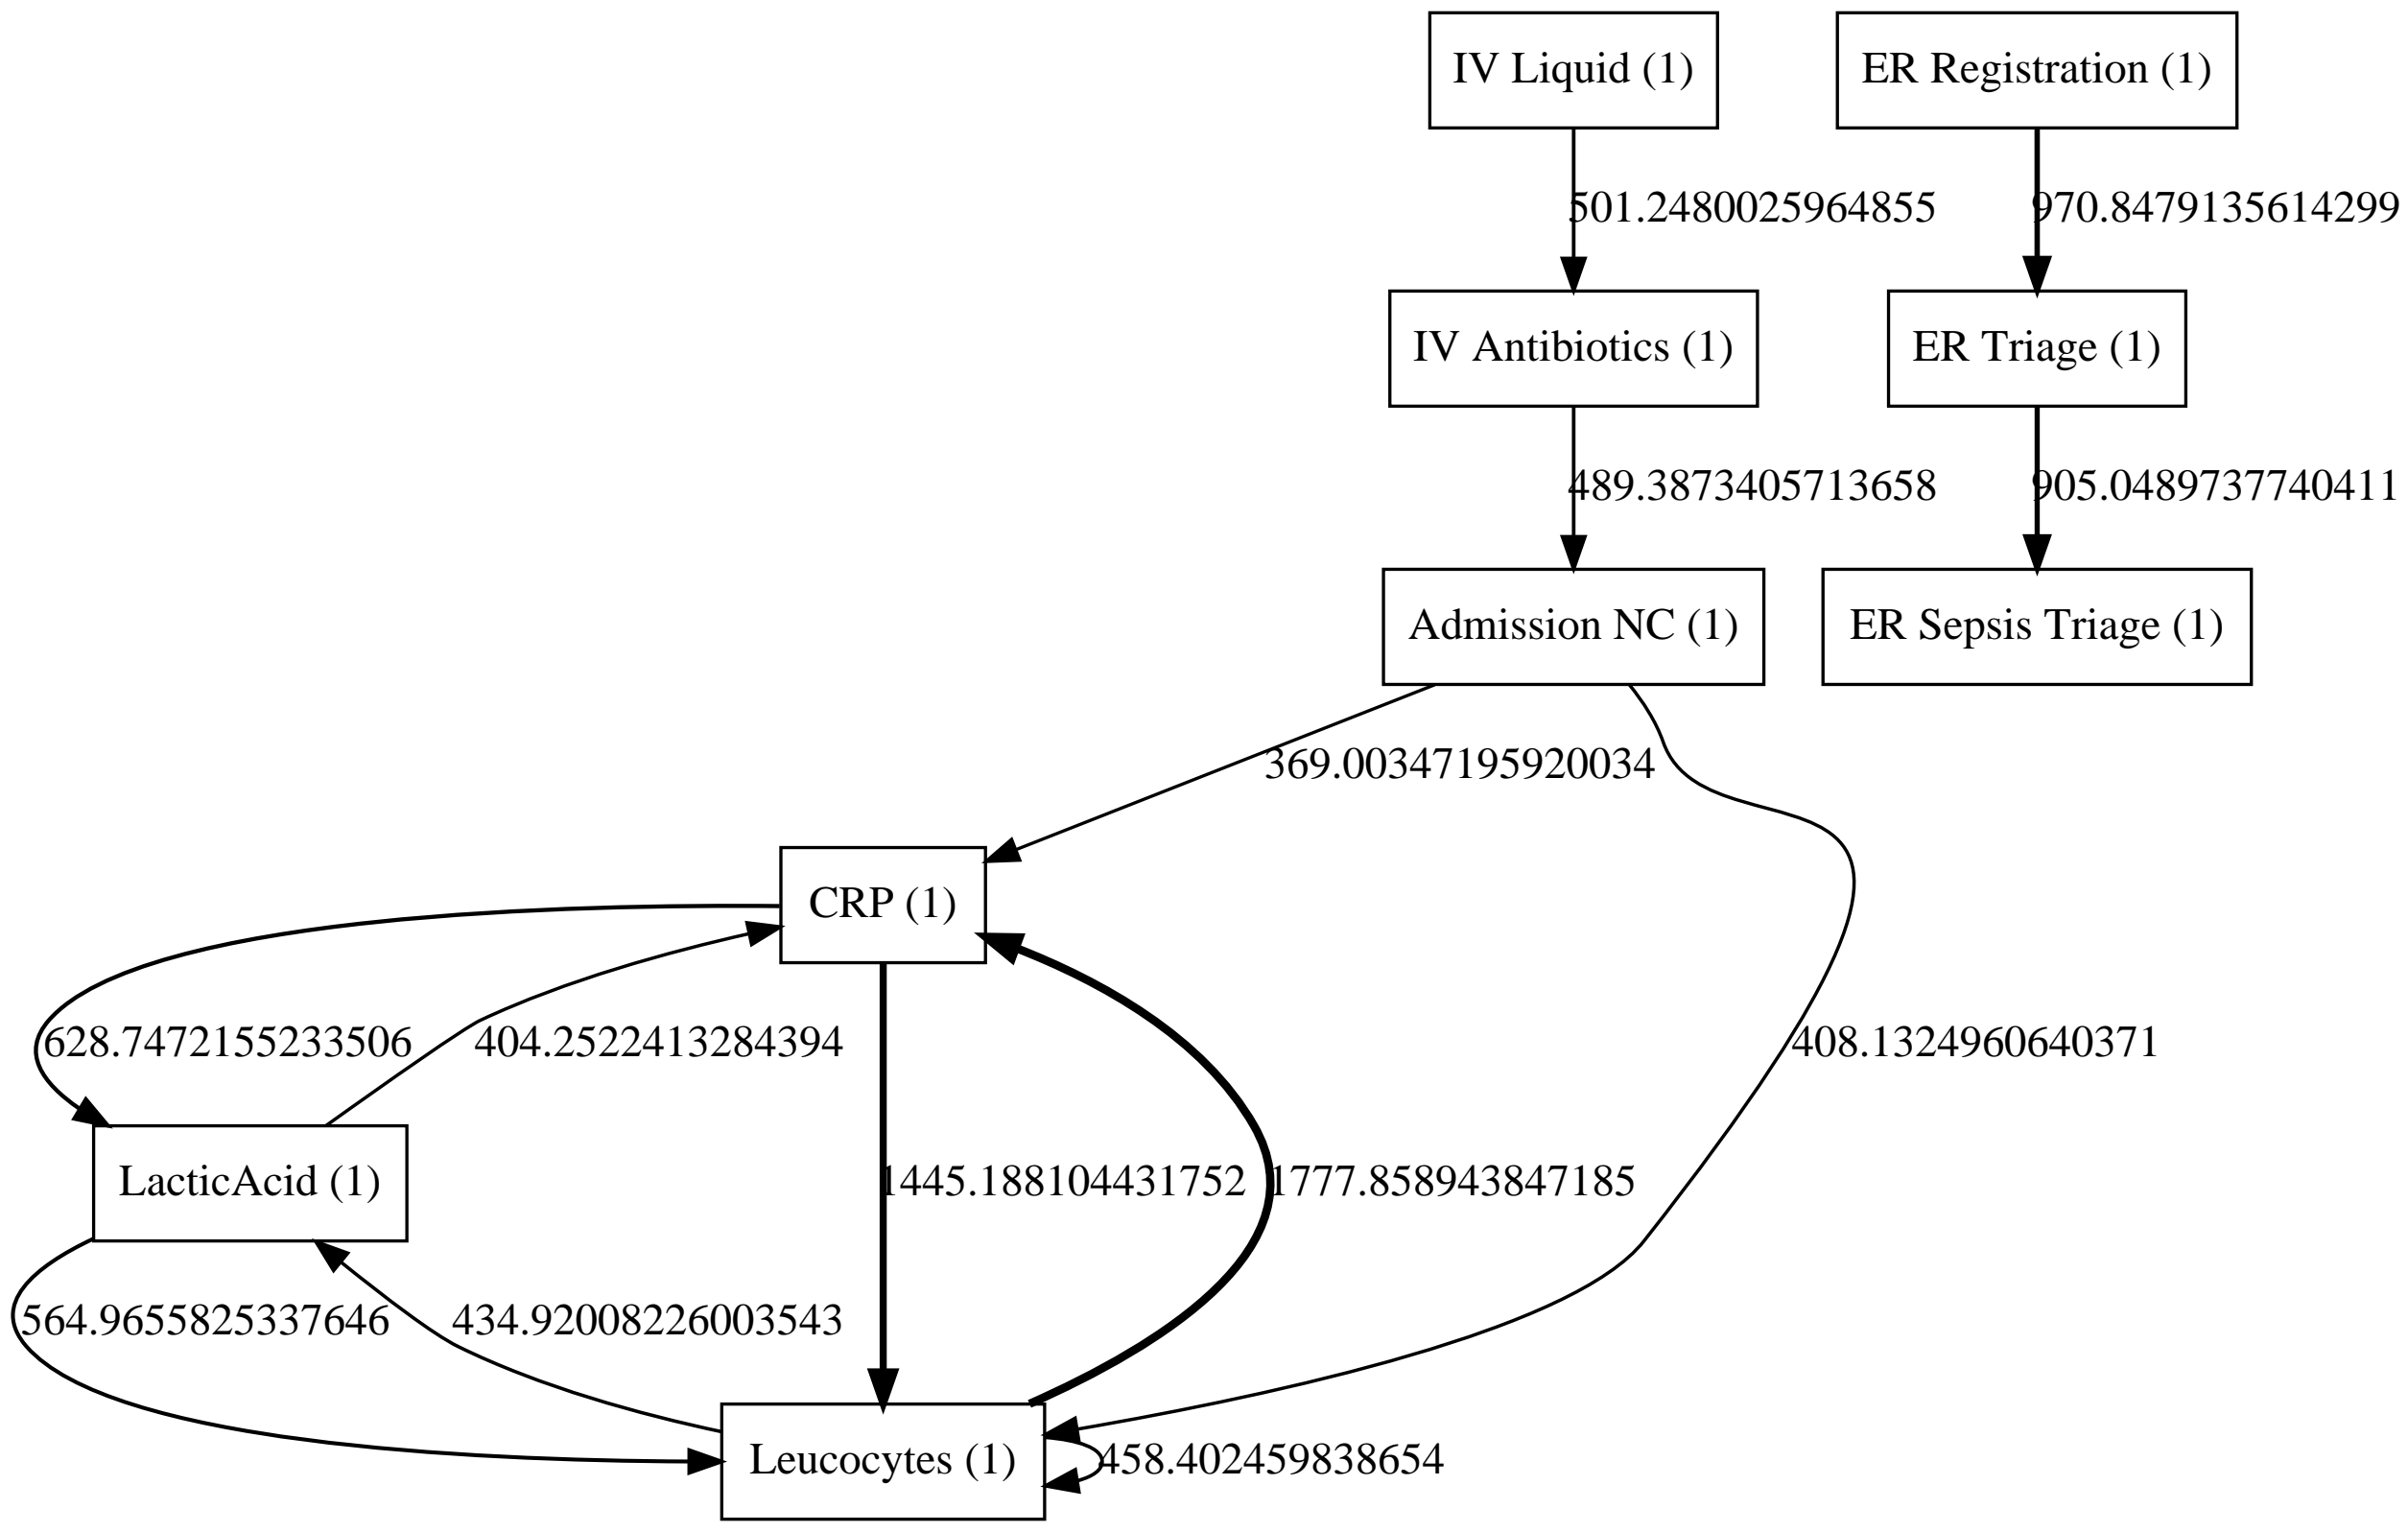 IV Liquid (1)
ER Registration (1)
501.2480025964855
970.8479135614299
IV Antibiotics (1)
ER Triage (1)
489.3873405713658
905.0489737740411
Admission NC (1)
ER Sepsis Triage (1)
369.00347195920034
CRP (1)
628.7472155233506
404.2522413284394
408.1324960640371
LacticAcid (1)
1445.188104431752
1777.858943847185
564.9655825337646
434.92008226003543
Leucocytes (1)
458.402459838654